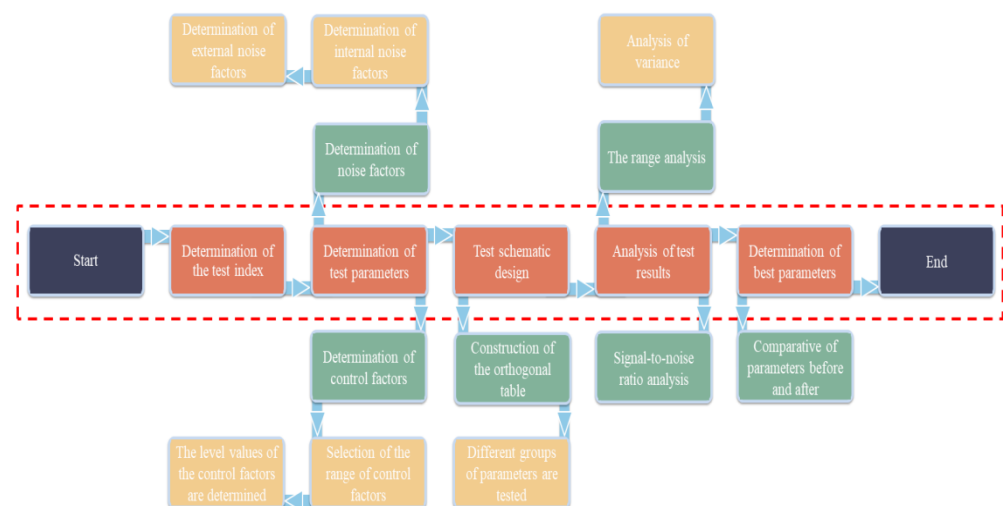 Determination of
external noise
factors
Determination of
internal noise
factors
Analysis of
variance
Determination of
noise factors
The range analysis
Start
Determination of
the test index
Determination of
test parameters
Test schematic
design
Analysis of test
results
Determination of
best parameters
End
Determination of
control factors
Construction of
the orthogonal
table
Signal-to-noise
ratio analysis
Comparative of
parameters before
and after
The level values of
the control factors
are determined
Selection of the
range of control
factors
Different groups
of parameters are
tested